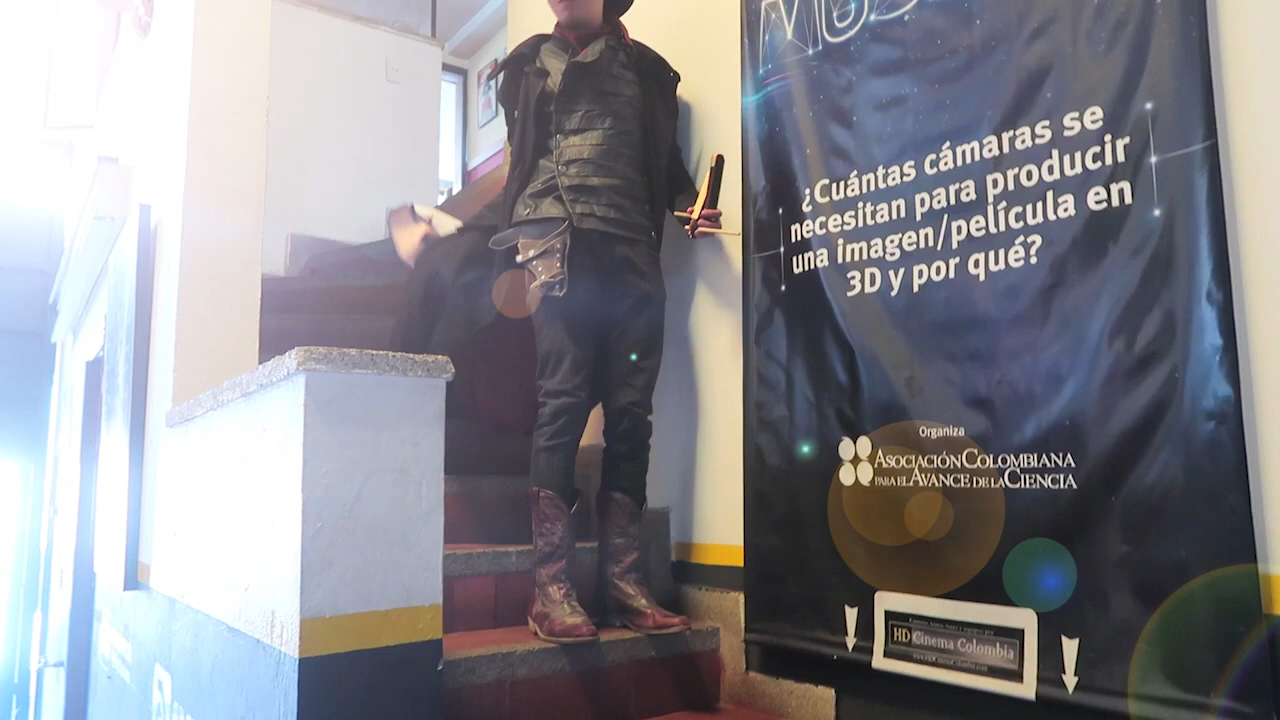 ¿Cuántas cámaras se
necesitan para producir
una imagen/película en
3D y por qué?
Organiza
ASOCIACIÓN COLOMBIANA
PARA EL AVANCE DE LA CIENCIA
HD Cinema Colombia